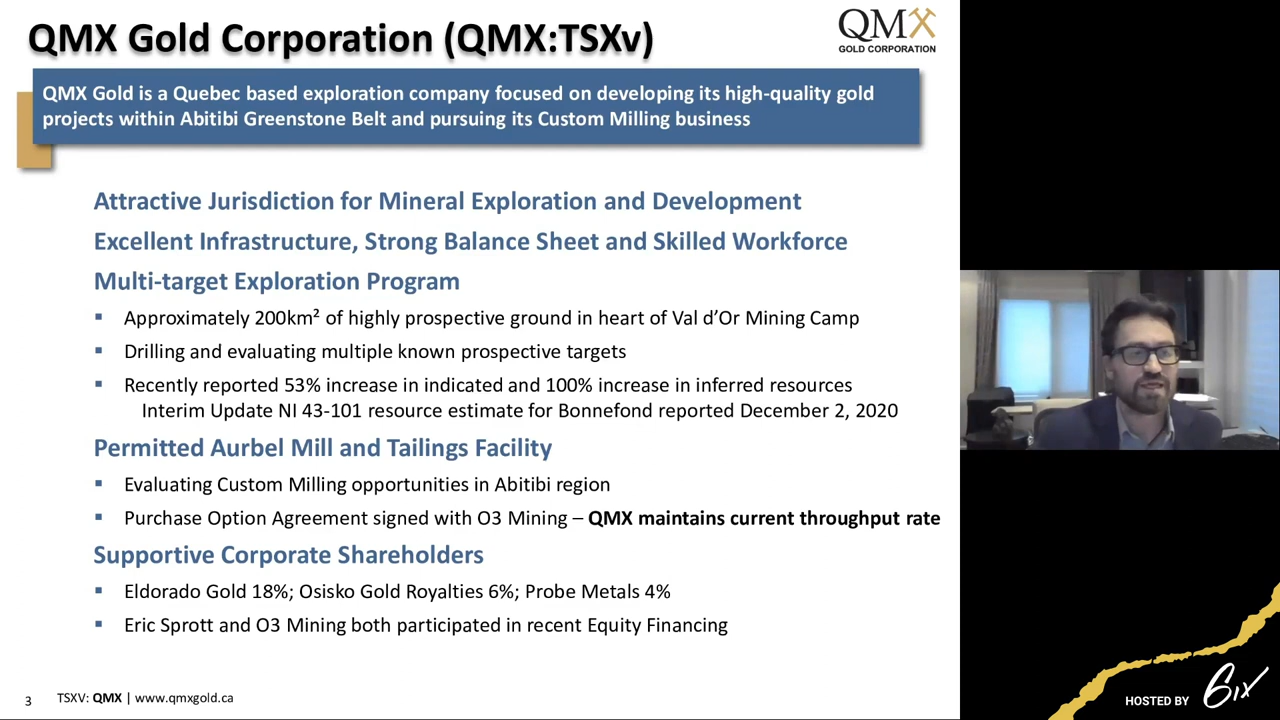 QMX Gold Corporation (QMX:TSXv)
QMX
GOLD CORPORATION
QMX Gold is a Quebec based exploration company focused on developing its high-quality gold
projects within Abitibi Greenstone Belt and pursuing its Custom Milling business
Attractive Jurisdiction for Mineral Exploration and Development
Excellent Infrastructure, Strong Balance Sheet and Skilled Workforce
Multi-target Exploration Program
▪ Approximately 200km² of highly prospective ground in heart of Val d’Or Mining Camp
▪ Drilling and evaluating multiple known prospective targets
▪ Recently reported 53% increase in indicated and 100% increase in inferred resources
Interim Update NI 43-101 resource estimate for Bonnefond reported December 2, 2020
Permitted Aurbel Mill and Tailings Facility
▪ Evaluating Custom Milling opportunities in Abitibi region
▪ Purchase Option Agreement signed with O3 Mining – QMX maintains current throughput rate
Supportive Corporate Shareholders
▪ Eldorado Gold 18%; Osisko Gold Royalties 6%; Probe Metals 4%
▪ Eric Sprott and O3 Mining both participated in recent Equity Financing
3 TSXV: QMX | www.qmxgold.ca
HOSTED BY 6ix